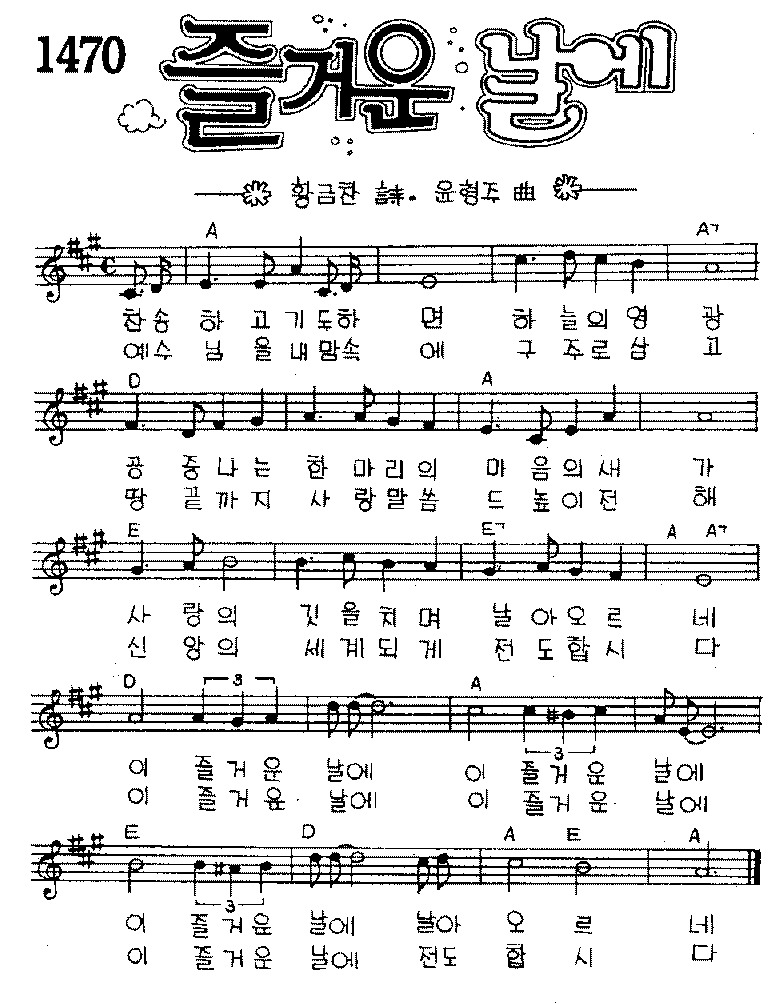 1470 즐거운 날에
황금찬 詩. 윤형주 曲
A A7
찬송 하 고 기 도하 면 하 늘의 영 광
예수 님 을 내 맘속 에 구 주로 삼 고
D A
공 중나 는 한 마 리의 마 음의 새 가
땅 끝까 지 사 랑말 씀 드 높이 전 해
E E7 A A7
사 랑의 깃 을 치 며 날 아오 르 네
신 앙의 세 계 되 게 전 도합 시 다
D 3 A
3
이 즐 거 운 날에 이 즐 거 운 날에
이 즐 거 운 날에 이 즐 거 운 날에
E D A E A
3
이 즐 거 운 날에 날아 오 르 네
이 즐 거 운 날에 전도 합 시 다